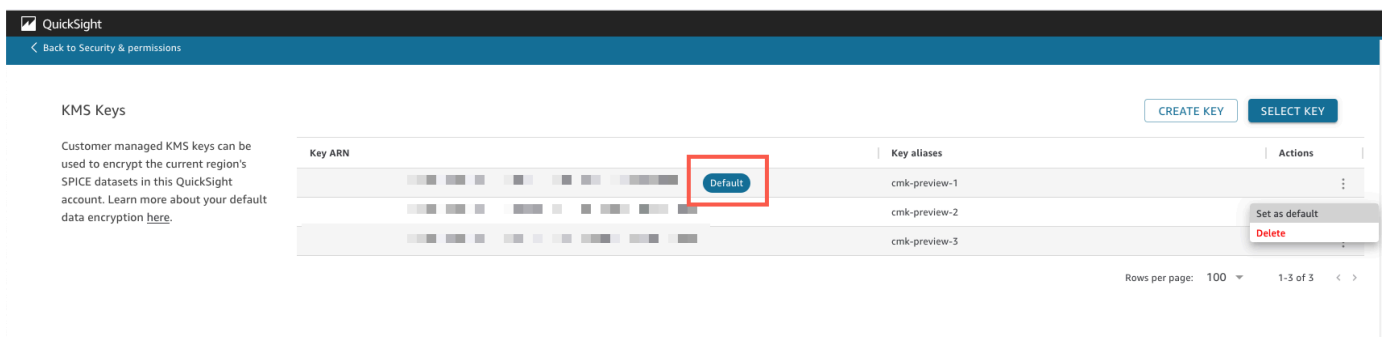 QuickSight
Back to Security & permissions
KMS Keys
CREATE KEY
SELECT KEY
Customer managed KMS keys can be
used to encrypt the current region's
SPICE datasets in this QuickSight
account. Learn more about your default
data encryption here.
Key ARN
Key aliases
Actions
Default
cmk-preview-1
cmk-preview-2
Set as default
Delete
cmk-preview-3
Rows per page: 100
1-3 of 3